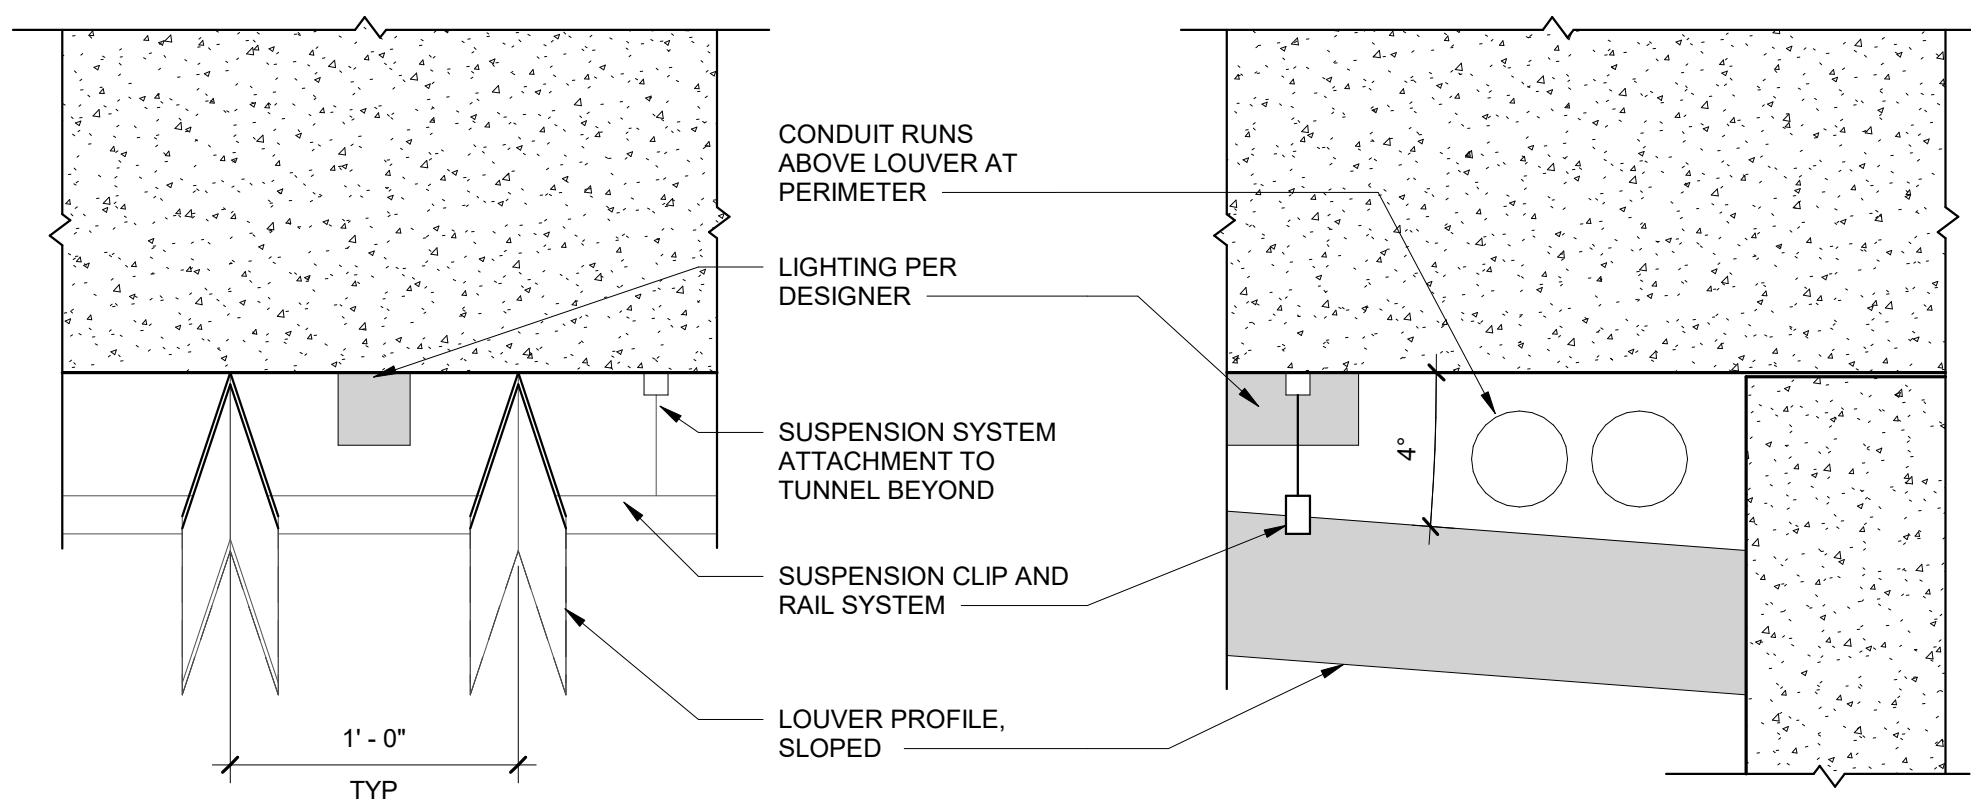 CONDUIT RUNS
ABOVE LOUVER AT
PERIMETER
LIGHTING PER
DESIGNER
SUSPENSION SYSTEM
ATTACHMENT TO
TUNNEL BEYOND
SUSPENSION CLIP AND
RAIL SYSTEM
LOUVER PROFILE,
SLOPED
1' - 0"
TYP
4°